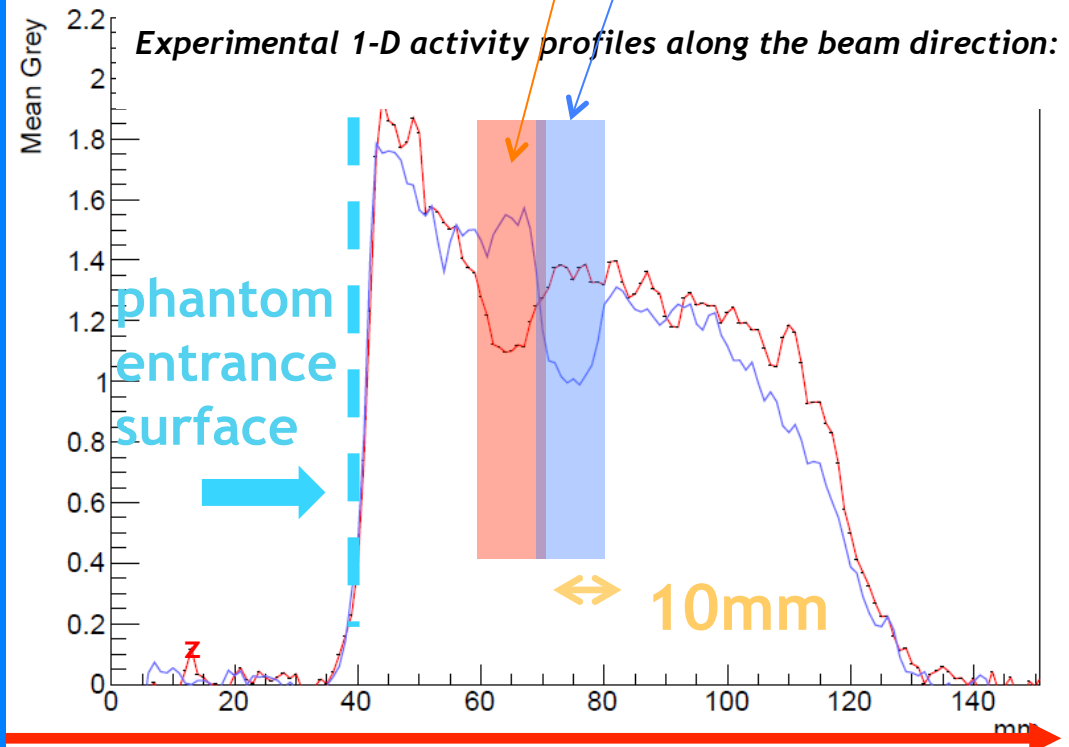 Experimental 1-D activity profiles along the beam direction:
Mean Grey
2.2
2
1.8
1.6
1.4
1.2
1
0.8
0.6
0.4
0.2
0
phantom
entrance
surface
10mm
z
0 20 40 60 80 100 120 140
mm